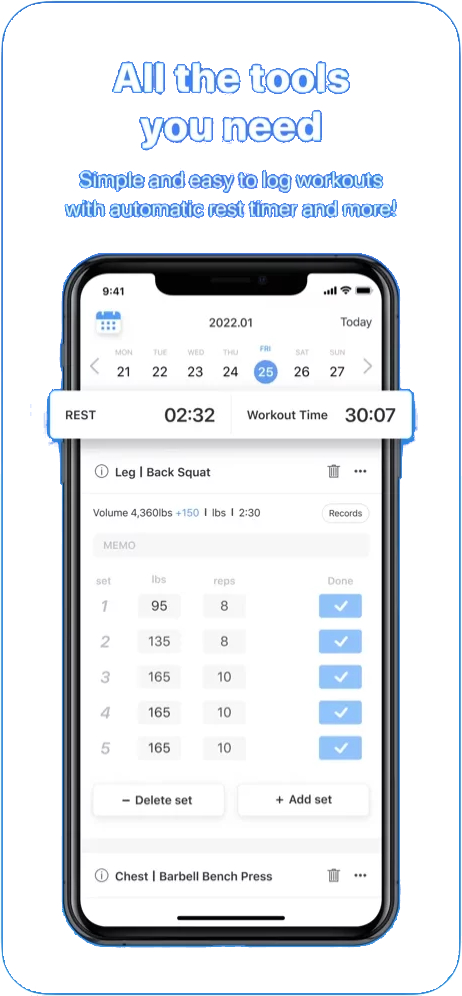 All the tools
you need
Simple and easy to log workouts
with automatic rest timer and more!
9:41
2022.01 Today
MON TUE WED THU FRI SAT SUN
21 22 23 24 25 26 27
REST 02:32 Workout Time 30:07
Leg | Back Squat
Volume 4,360lbs +150 | lbs | 2:30 Records
MEMO
set lbs reps Done
1 95 8
2 135 8
3 165 10
4 165 10
5 165 10
− Delete set + Add set
Chest | Barbell Bench Press